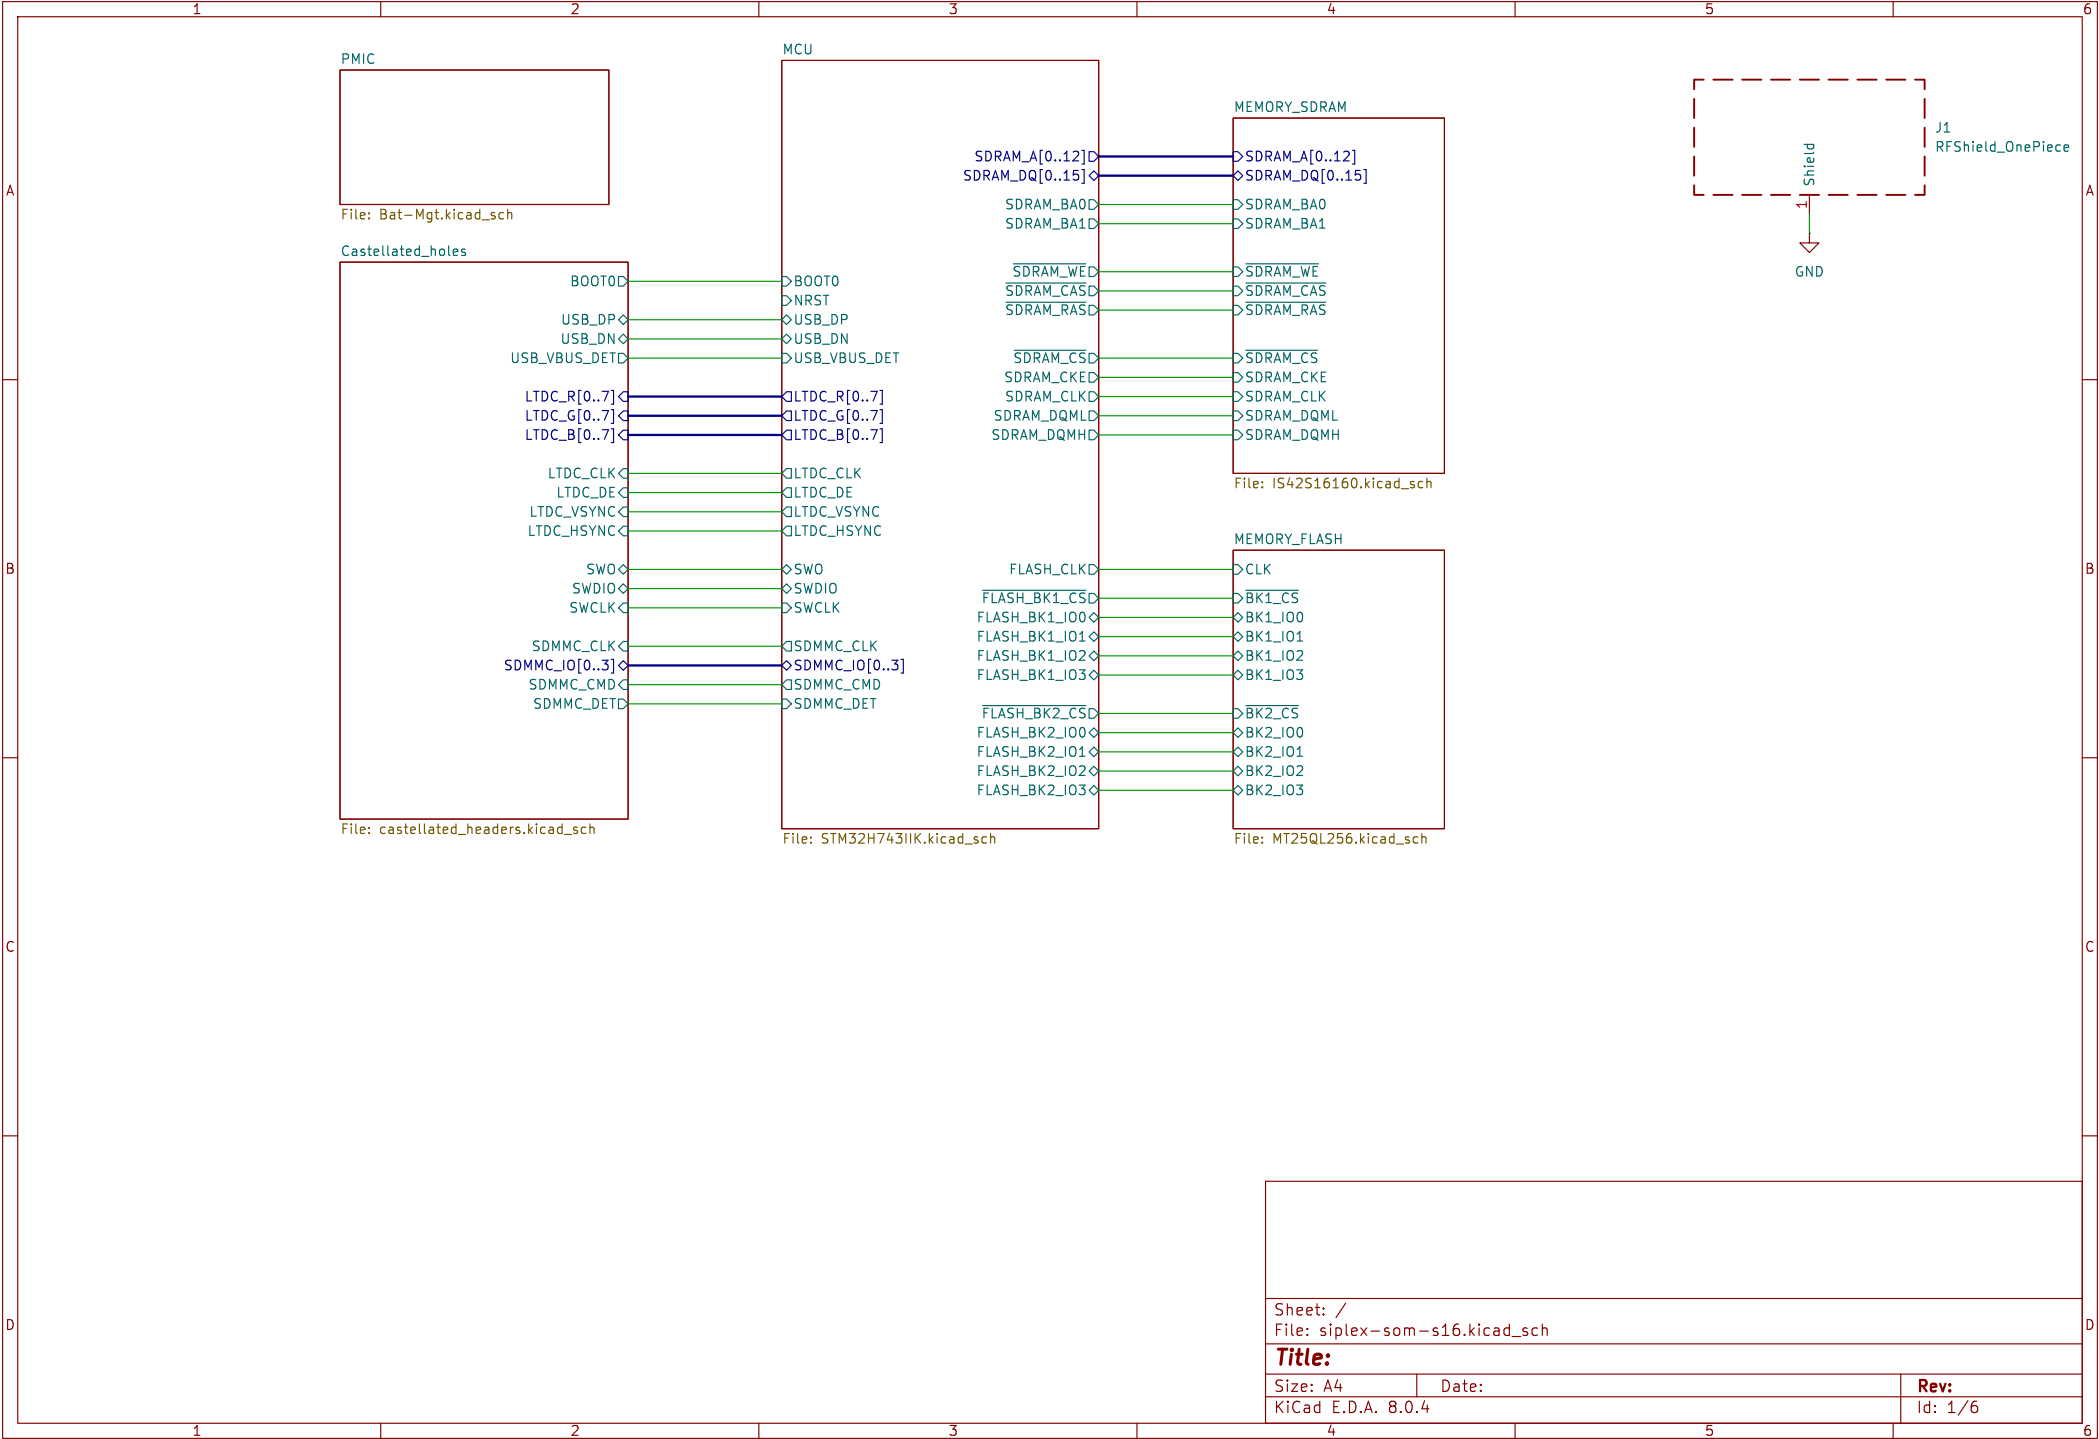 1 2 3 4 5 6
A
B
C
D
PMIC
File: Bat-Mgt.kicad_sch
Castellated_holes
BOOT0
USB_DP
USB_DN
USB_VBUS_DET
LTDC_R[0..7]
LTDC_G[0..7]
LTDC_B[0..7]
LTDC_CLK
LTDC_DE
LTDC_VSYNC
LTDC_HSYNC
SWO
SWDIO
SWCLK
SDMMC_CLK
SDMMC_IO[0..3]
SDMMC_CMD
SDMMC_DET
File: castellated_headers.kicad_sch
MCU
BOOT0
NRST
USB_DP
USB_DN
USB_VBUS_DET
LTDC_R[0..7]
LTDC_G[0..7]
LTDC_B[0..7]
LTDC_CLK
LTDC_DE
LTDC_VSYNC
LTDC_HSYNC
SWO
SWDIO
SWCLK
SDMMC_CLK
SDMMC_IO[0..3]
SDMMC_CMD
SDMMC_DET
SDRAM_A[0..12]
SDRAM_DQ[0..15]
SDRAM_BA0
SDRAM_BA1
SDRAM_WE
SDRAM_CAS
SDRAM_RAS
SDRAM_CS
SDRAM_CKE
SDRAM_CLK
SDRAM_DQML
SDRAM_DQMH
FLASH_CLK
FLASH_BK1_CS
FLASH_BK1_IO0
FLASH_BK1_IO1
FLASH_BK1_IO2
FLASH_BK1_IO3
FLASH_BK2_CS
FLASH_BK2_IO0
FLASH_BK2_IO1
FLASH_BK2_IO2
FLASH_BK2_IO3
File: STM32H743IIK.kicad_sch
MEMORY_SDRAM
SDRAM_A[0..12]
SDRAM_DQ[0..15]
SDRAM_BA0
SDRAM_BA1
SDRAM_WE
SDRAM_CAS
SDRAM_RAS
SDRAM_CS
SDRAM_CKE
SDRAM_CLK
SDRAM_DQML
SDRAM_DQMH
File: IS42S16160.kicad_sch
MEMORY_FLASH
CLK
BK1_CS
BK1_IO0
BK1_IO1
BK1_IO2
BK1_IO3
BK2_CS
BK2_IO0
BK2_IO1
BK2_IO2
BK2_IO3
File: MT25QL256.kicad_sch
J1
RFShield_OnePiece
Shield
1
GND
A
B
C
D
Sheet: /
File: siplex-som-s16.kicad_sch
Title:
Size: A4 Date: Rev:
KiCad E.D.A. 8.0.4 Id: 1/6
1 2 3 4 5 6